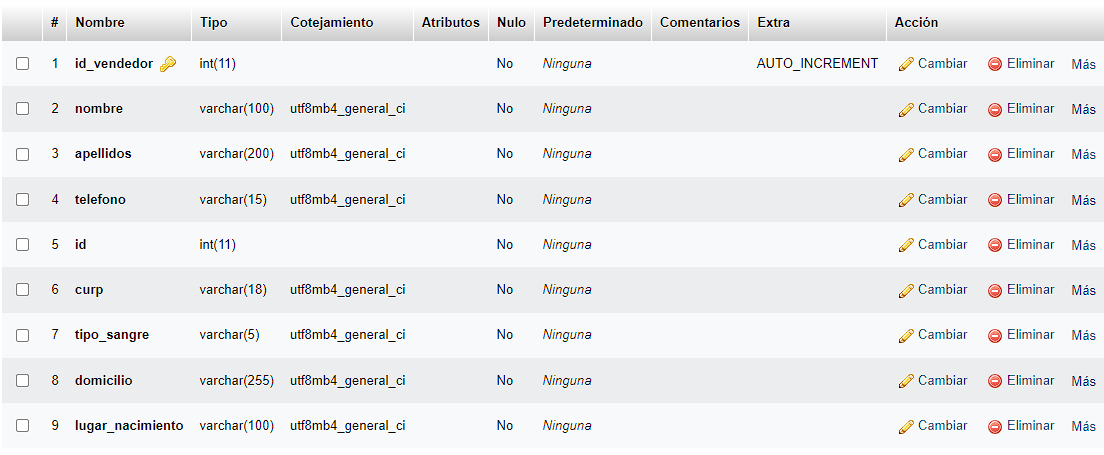 # Nombre Tipo Cotejamiento Atributos Nulo Predeterminado Comentarios Extra Acción
1 id_vendedor int(11) No Ninguna AUTO_INCREMENT Cambiar Eliminar Más
2 nombre varchar(100) utf8mb4_general_ci No Ninguna Cambiar Eliminar Más
3 apellidos varchar(200) utf8mb4_general_ci No Ninguna Cambiar Eliminar Más
4 telefono varchar(15) utf8mb4_general_ci No Ninguna Cambiar Eliminar Más
5 id int(11) No Ninguna Cambiar Eliminar Más
6 curp varchar(18) utf8mb4_general_ci No Ninguna Cambiar Eliminar Más
7 tipo_sangre varchar(5) utf8mb4_general_ci No Ninguna Cambiar Eliminar Más
8 domicilio varchar(255) utf8mb4_general_ci No Ninguna Cambiar Eliminar Más
9 lugar_nacimiento varchar(100) utf8mb4_general_ci No Ninguna Cambiar Eliminar Más